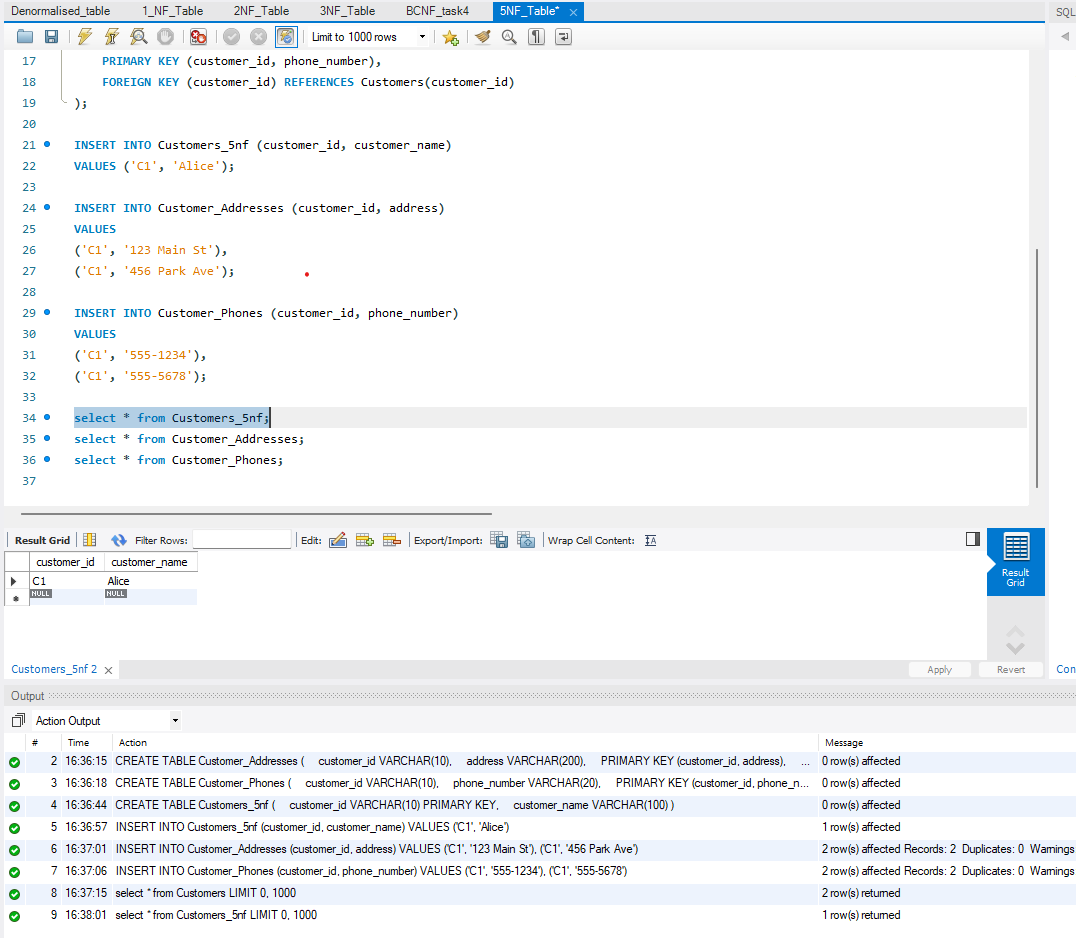 Denormalised_table 1_NF_Table 2NF_Table 3NF_Table BCNF_task4 5NF_Table* SQL
Limit to 1000 rows
17 PRIMARY KEY (customer_id, phone_number),
18 FOREIGN KEY (customer_id) REFERENCES Customers(customer_id)
19 );
20
21 INSERT INTO Customers_5nf (customer_id, customer_name)
22 VALUES ('C1', 'Alice');
23
24 INSERT INTO Customer_Addresses (customer_id, address)
25 VALUES
26 ('C1', '123 Main St'),
27 ('C1', '456 Park Ave');
28
29 INSERT INTO Customer_Phones (customer_id, phone_number)
30 VALUES
31 ('C1', '555-1234'),
32 ('C1', '555-5678');
33
34 select * from Customers_5nf;
35 select * from Customer_Addresses;
36 select * from Customer_Phones;
37
Result Grid Filter Rows: Edit: Export/Import: Wrap Cell Content: IA
customer_id customer_name
C1 Alice
NULL NULL
Result
Grid
Customers_5nf 2 Apply Revert Con
Output
Action Output
# Time Action Message
2 16:36:15 CREATE TABLE Customer_Addresses ( customer_id VARCHAR(10), address VARCHAR(200), PRIMARY KEY (customer_id, address), ... 0 row(s) affected
3 16:36:18 CREATE TABLE Customer_Phones ( customer_id VARCHAR(10), phone_number VARCHAR(20), PRIMARY KEY (customer_id, phone_n... 0 row(s) affected
4 16:36:44 CREATE TABLE Customers_5nf ( customer_id VARCHAR(10) PRIMARY KEY, customer_name VARCHAR(100) ) 0 row(s) affected
5 16:36:57 INSERT INTO Customers_5nf (customer_id, customer_name) VALUES ('C1', 'Alice') 1 row(s) affected
6 16:37:01 INSERT INTO Customer_Addresses (customer_id, address) VALUES ('C1', '123 Main St'), ('C1', '456 Park Ave') 2 row(s) affected Records: 2 Duplicates: 0 Warnings
7 16:37:06 INSERT INTO Customer_Phones (customer_id, phone_number) VALUES ('C1', '555-1234'), ('C1', '555-5678') 2 row(s) affected Records: 2 Duplicates: 0 Warnings
8 16:37:15 select * from Customers LIMIT 0, 1000 2 row(s) returned
9 16:38:01 select * from Customers_5nf LIMIT 0, 1000 1 row(s) returned